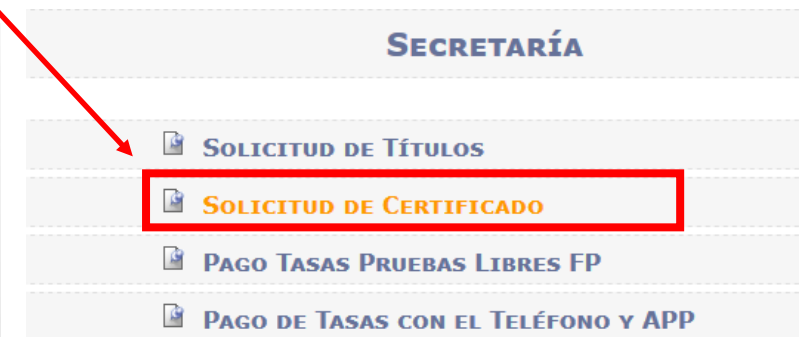 Secretaría
Solicitud de Títulos
Solicitud de Certificado
Pago Tasas Pruebas Libres FP
Pago de Tasas con el Teléfono y APP